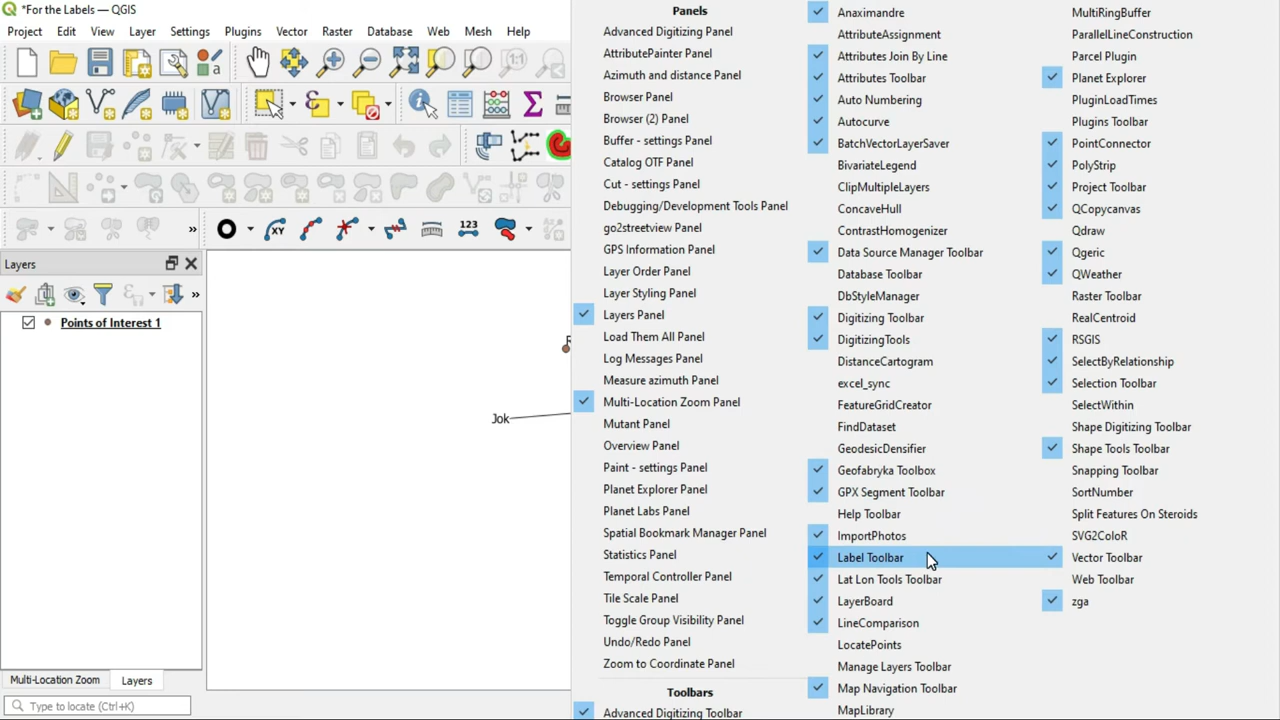 *For the Labels — QGIS
Project Edit View Layer Settings Plugins Vector Raster Database Web Mesh Help
1:1
XY
123
»
Layers
»
Points of Interest 1
Jok
Multi-Location Zoom Layers
Type to locate (Ctrl+K)
Panels
Advanced Digitizing Panel
AttributePainter Panel
Azimuth and distance Panel
Browser Panel
Browser (2) Panel
Buffer - settings Panel
Catalog OTF Panel
Cut - settings Panel
Debugging/Development Tools Panel
go2streetview Panel
GPS Information Panel
Layer Order Panel
Layer Styling Panel
Layers Panel
Load Them All Panel
Log Messages Panel
Measure azimuth Panel
Multi-Location Zoom Panel
Mutant Panel
Overview Panel
Paint - settings Panel
Planet Explorer Panel
Planet Labs Panel
Spatial Bookmark Manager Panel
Statistics Panel
Temporal Controller Panel
Tile Scale Panel
Toggle Group Visibility Panel
Undo/Redo Panel
Zoom to Coordinate Panel
Toolbars
Advanced Digitizing Toolbar
Anaximandre
AttributeAssignment
Attributes Join By Line
Attributes Toolbar
Auto Numbering
Autocurve
BatchVectorLayerSaver
BivariateLegend
ClipMultipleLayers
ConcaveHull
ContrastHomogenizer
Data Source Manager Toolbar
Database Toolbar
DbStyleManager
Digitizing Toolbar
DigitizingTools
DistanceCartogram
excel_sync
FeatureGridCreator
FindDataset
GeodesicDensifier
Geofabryka Toolbox
GPX Segment Toolbar
Help Toolbar
ImportPhotos
Label Toolbar
Lat Lon Tools Toolbar
LayerBoard
LineComparison
LocatePoints
Manage Layers Toolbar
Map Navigation Toolbar
MapLibrary
MultiRingBuffer
ParallelLineConstruction
Parcel Plugin
Planet Explorer
PluginLoadTimes
Plugins Toolbar
PointConnector
PolyStrip
Project Toolbar
QCopycanvas
Qdraw
Qgeric
QWeather
Raster Toolbar
RealCentroid
RSGIS
SelectByRelationship
Selection Toolbar
SelectWithin
Shape Digitizing Toolbar
Shape Tools Toolbar
Snapping Toolbar
SortNumber
Split Features On Steroids
SVG2ColoR
Vector Toolbar
Web Toolbar
zga